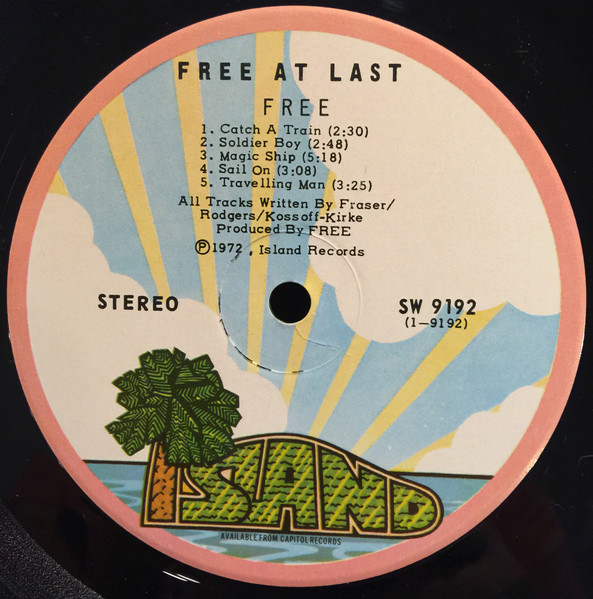 FREE AT LAST
FREE
1. Catch A Train (2:30)
2. Soldier Boy (2:48)
3. Magic Ship (5:18)
4. Sail On (3:08)
5. Travelling Man (3:25)
All Tracks Written By Fraser/
Rodgers/Kossoff-Kirke
Produced By FREE
℗1972 , Island Records
STEREO
SW 9192
(1-9192)
ISLAND
AVAILABLE FROM CAPITOL RECORDS